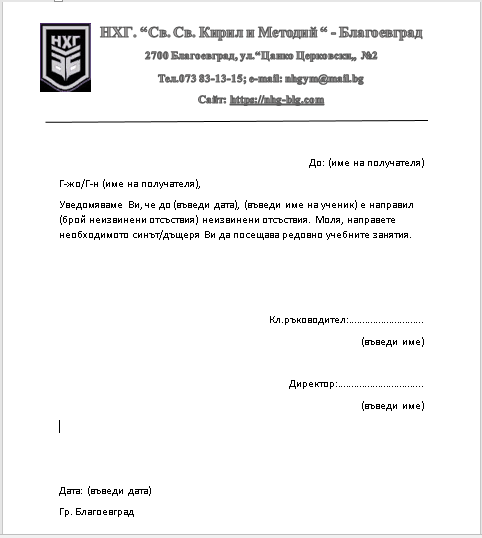 НХГ
НХГ. “Св. Св. Кирил и Методий “ - Благоевград
2700 Благоевград, ул.“Цанко Церковски„ №2
Тел.073 83-13-15; e-mail: nhgym@mail.bg
Сайт: https://nhg-blg.com
До: (име на получателя)
Г-жо/Г-н (име на получателя),
Уведомяваме Ви, че до (въведи дата), (въведи име на ученик) е направил
(брой неизвинени отсъствия) неизвинени отсъствия. Моля, направете
необходимото синът/дъщеря Ви да посещава редовно учебните занятия.
Кл.ръководител:............................
(въведи име)
Директор:................................
(въведи име)
Дата: (въведи дата)
Гр. Благоевград